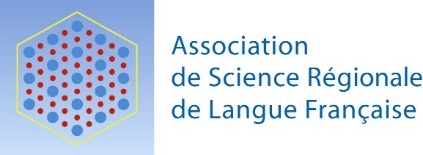 Association
de Science Régionale
de Langue Française